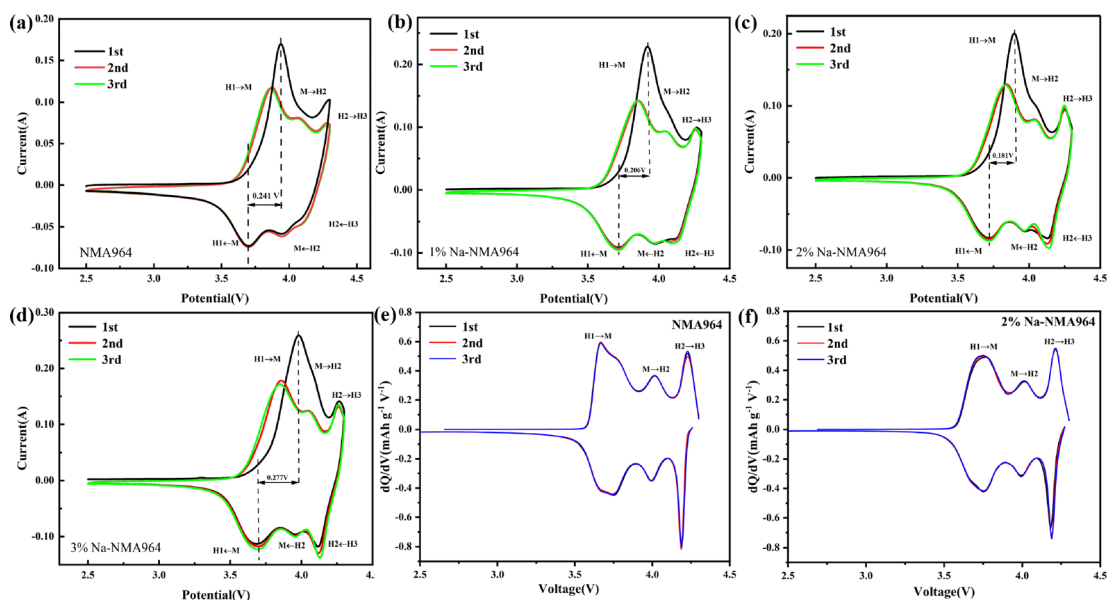 (a)
0.20
0.15
0.10
0.05
0.00
-0.05
-0.10
Current(A)
1st
2nd
3rd
H1→M
M→H2
H2→H3
0.241 V
H1←M
M←H2
H2←H3
NMA964
2.5 3.0 3.5 4.0 4.5
Potential(V)
(b)
0.20
0.10
0.00
-0.10
Current(A)
1st
2nd
3rd
H1→M
M→H2
H2→H3
0.206V
H1←M
M←H2
H2←H3
1% Na-NMA964
2.5 3.0 3.5 4.0 4.5
Potential(V)
(c)
0.20
0.10
0.00
-0.10
Current(A)
1st
2nd
3rd
H1→M
M→H2
H2→H3
0.181V
H1←M
M←H2
H2←H3
2% Na-NMA964
2.5 3.0 3.5 4.0 4.5
Potential(V)
(d)
0.30
0.20
0.10
0.00
-0.10
Current(A)
1st
2nd
3rd
H1→M
M→H2
H2→H3
0.277V
H1←M
M←H2
H2←H3
3% Na-NMA964
2.5 3.0 3.5 4.0 4.
Potential(V)
(e)
NMA964
0.8
0.6
0.4
0.2
0.0
-0.2
-0.4
-0.6
-0.8
dQ/dV(mAh g⁻¹ V⁻¹)
1st
2nd
3rd
H1→M
M→H2
H2→H3
2.5 3.0 3.5 4.0 4.5
Voltage(V)
(f)
2% Na-NMA964
0.8
0.6
0.4
0.2
0.0
-0.2
-0.4
-0.6
-0.8
dQ/dV(mAh g⁻¹ V⁻¹)
1st
2nd
3rd
H1→M
M→H2
H2→H3
2.5 3.0 3.5 4.0 4.5
Voltage(V)